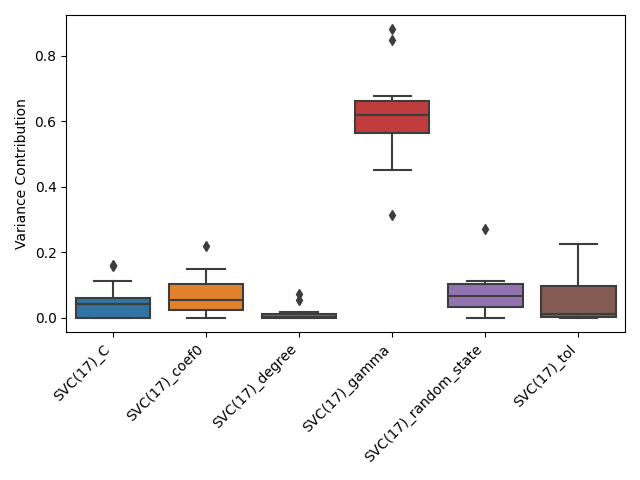 Variance Contribution
0.8
0.6
0.4
0.2
0.0
SVC(17)_C
SVC(17)_coef0
SVC(17)_degree
SVC(17)_gamma
SVC(17)_random_state
SVC(17)_tol